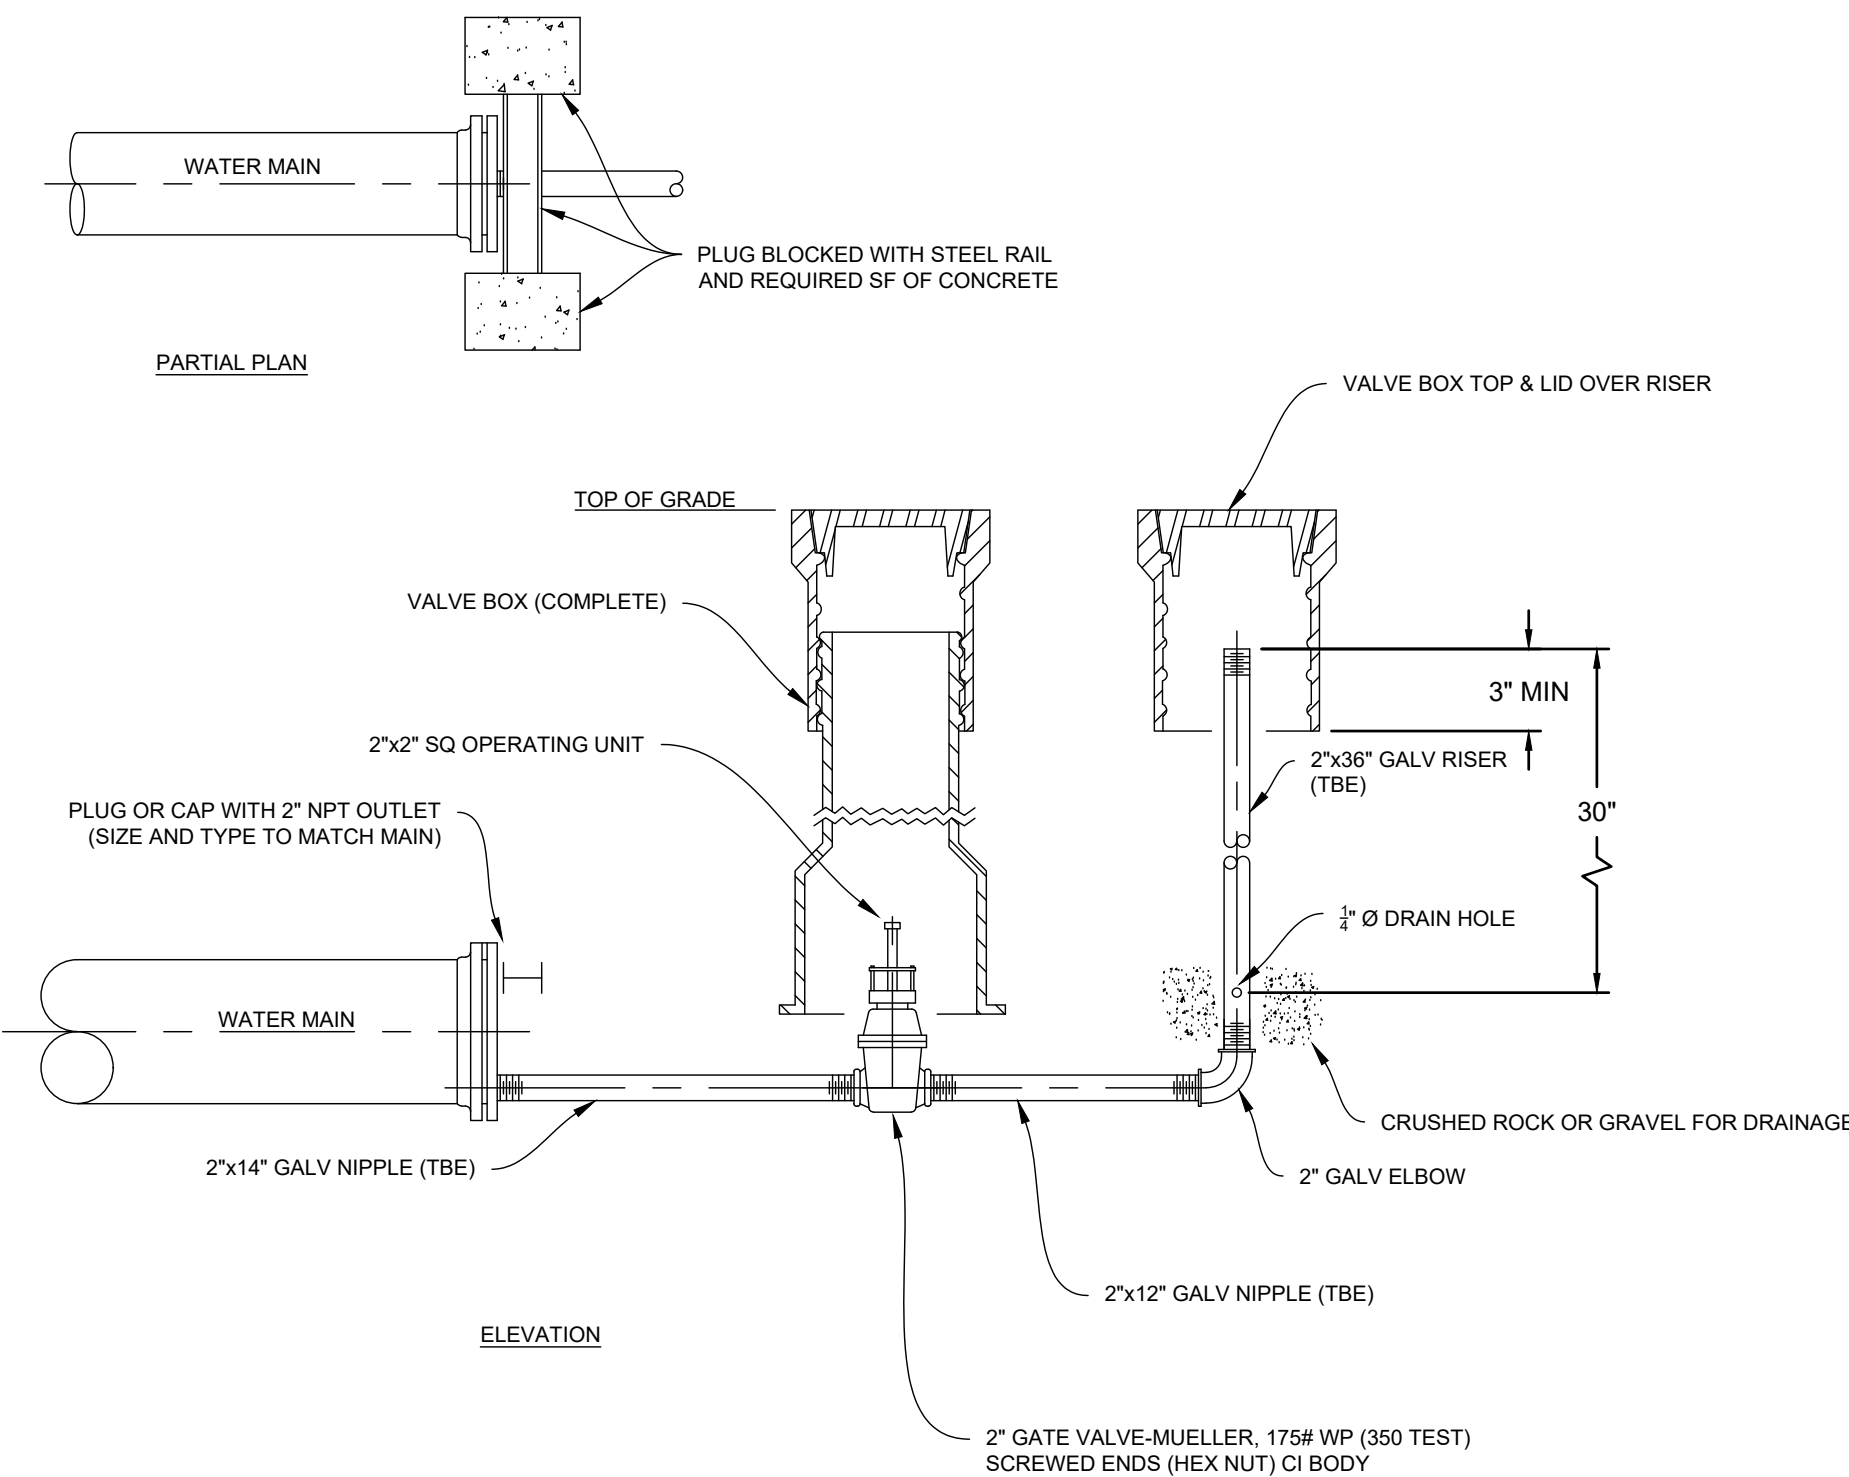 WATER MAIN
PLUG BLOCKED WITH STEEL RAIL
AND REQUIRED SF OF CONCRETE
PARTIAL PLAN
VALVE BOX TOP & LID OVER RISER
TOP OF GRADE
VALVE BOX (COMPLETE)
3" MIN
2"x2" SQ OPERATING UNIT
2"x36" GALV RISER
(TBE)
30"
PLUG OR CAP WITH 2" NPT OUTLET
(SIZE AND TYPE TO MATCH MAIN)
1/4" Ø DRAIN HOLE
WATER MAIN
CRUSHED ROCK OR GRAVEL FOR DRAINAGE
2"x14" GALV NIPPLE (TBE)
2" GALV ELBOW
2"x12" GALV NIPPLE (TBE)
ELEVATION
2" GATE VALVE-MUELLER, 175# WP (350 TEST)
SCREWED ENDS (HEX NUT) CI BODY